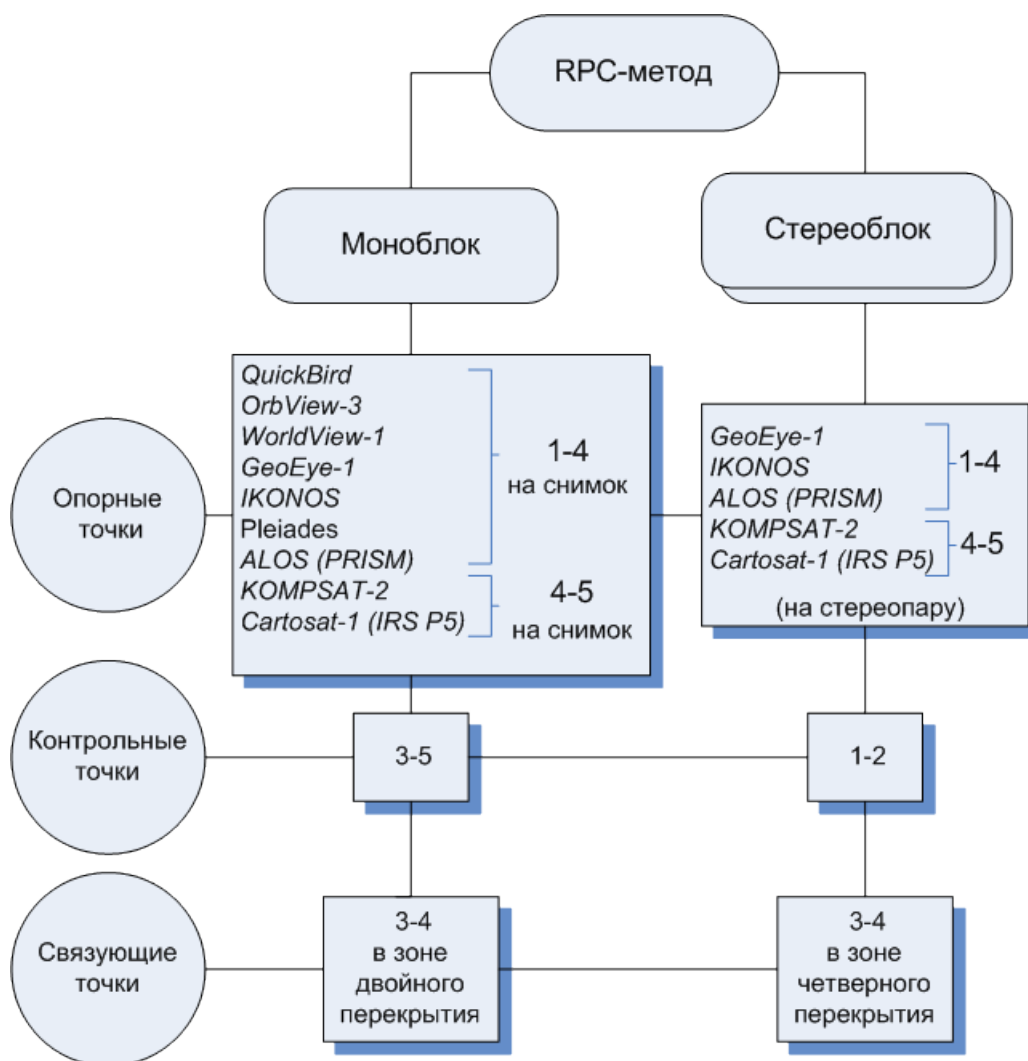 RPC-метод
Моноблок
Стереоблок
Опорные
точки
QuickBird
OrbView-3
WorldView-1
GeoEye-1
IKONOS
Pleiades
ALOS (PRISM)
1-4
на снимок
KOMPSAT-2
Cartosat-1 (IRS P5)
4-5
на снимок
GeoEye-1
IKONOS
ALOS (PRISM)
1-4
KOMPSAT-2
Cartosat-1 (IRS P5)
4-5
(на стереопару)
Контрольные
точки
3-5
1-2
Связующие
точки
3-4
в зоне
двойного
перекрытия
3-4
в зоне
четверного
перекрытия